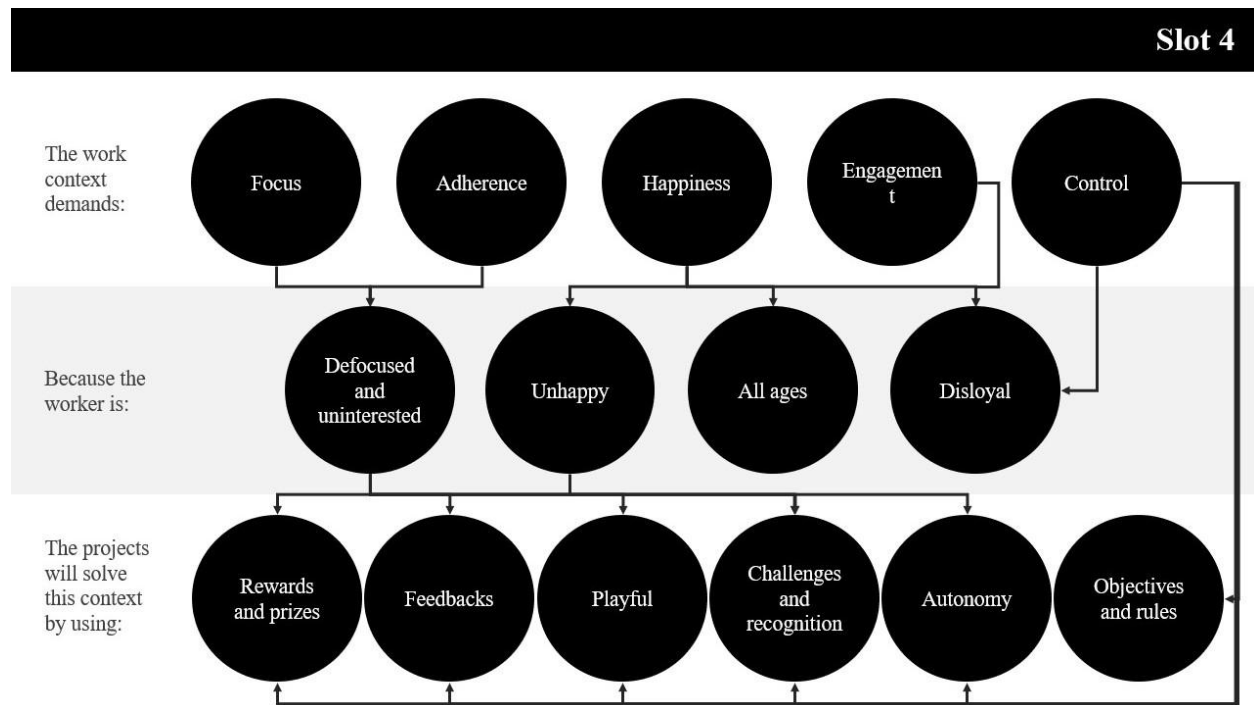 Slot 4
The work
context
demands:
Focus
Adherence
Happiness
Engagemen
t
Control
Because the
worker is:
Defocused
and
uninterested
Unhappy
All ages
Disloyal
The projects
will solve
this context
by using:
Rewards
and prizes
Feedbacks
Playful
Challenges
and
recognition
Autonomy
Objectives
and rules